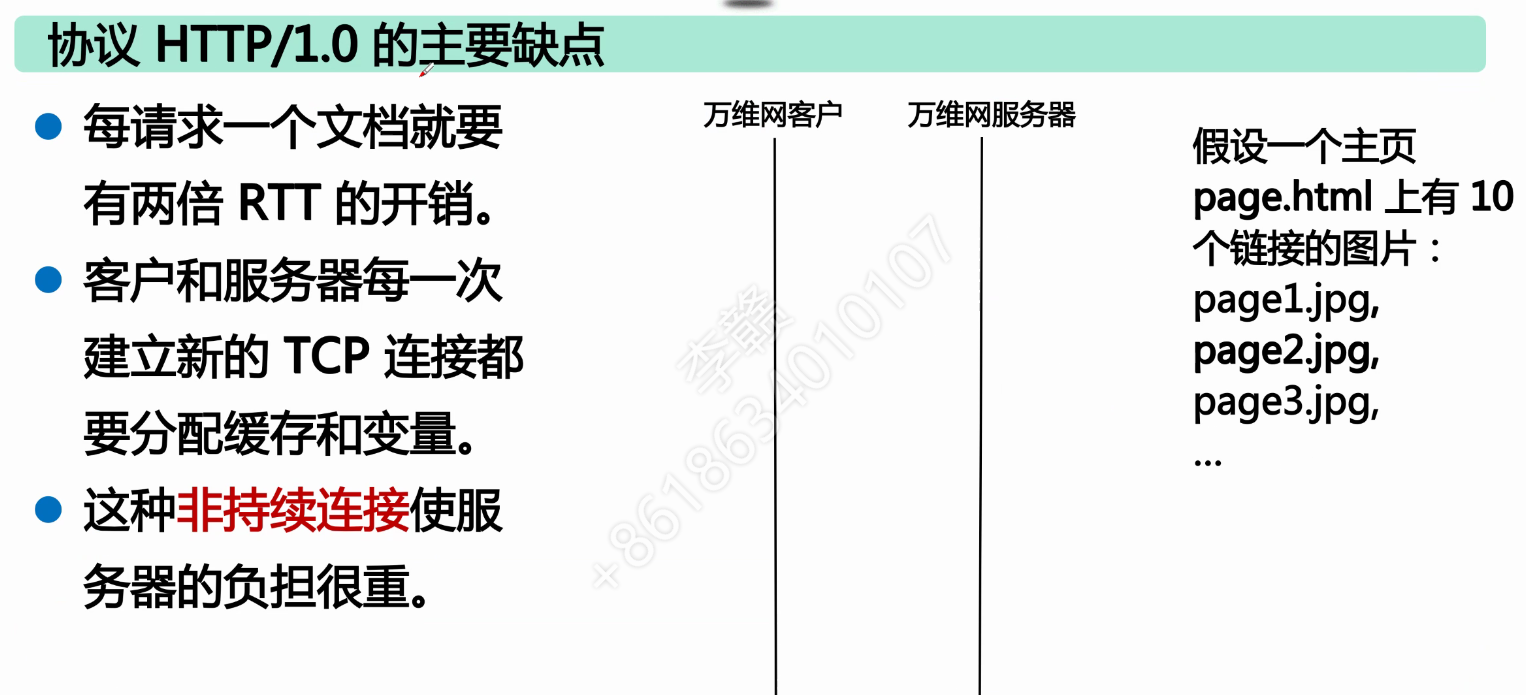 协议 HTTP/1.0 的主要缺点
每请求一个文档就要
有两倍 RTT 的开销。
客户和服务器每一次
建立新的 TCP 连接都
要分配缓存和变量。
这种非持续连接使服
务器的负担很重。
万维网客户
万维网服务器
假设一个主页
page.html 上有 10
个链接的图片：
page1.jpg,
page2.jpg,
page3.jpg,
...
李赣
+8618634010107